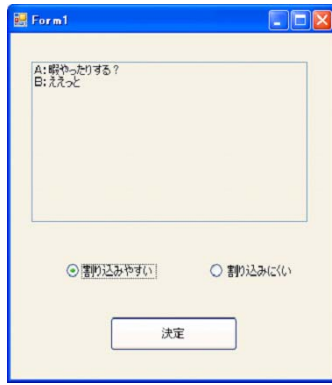 Form1
A:暇やったりする？
B:ええっと
割り込みやすい
割り込みにくい
決定